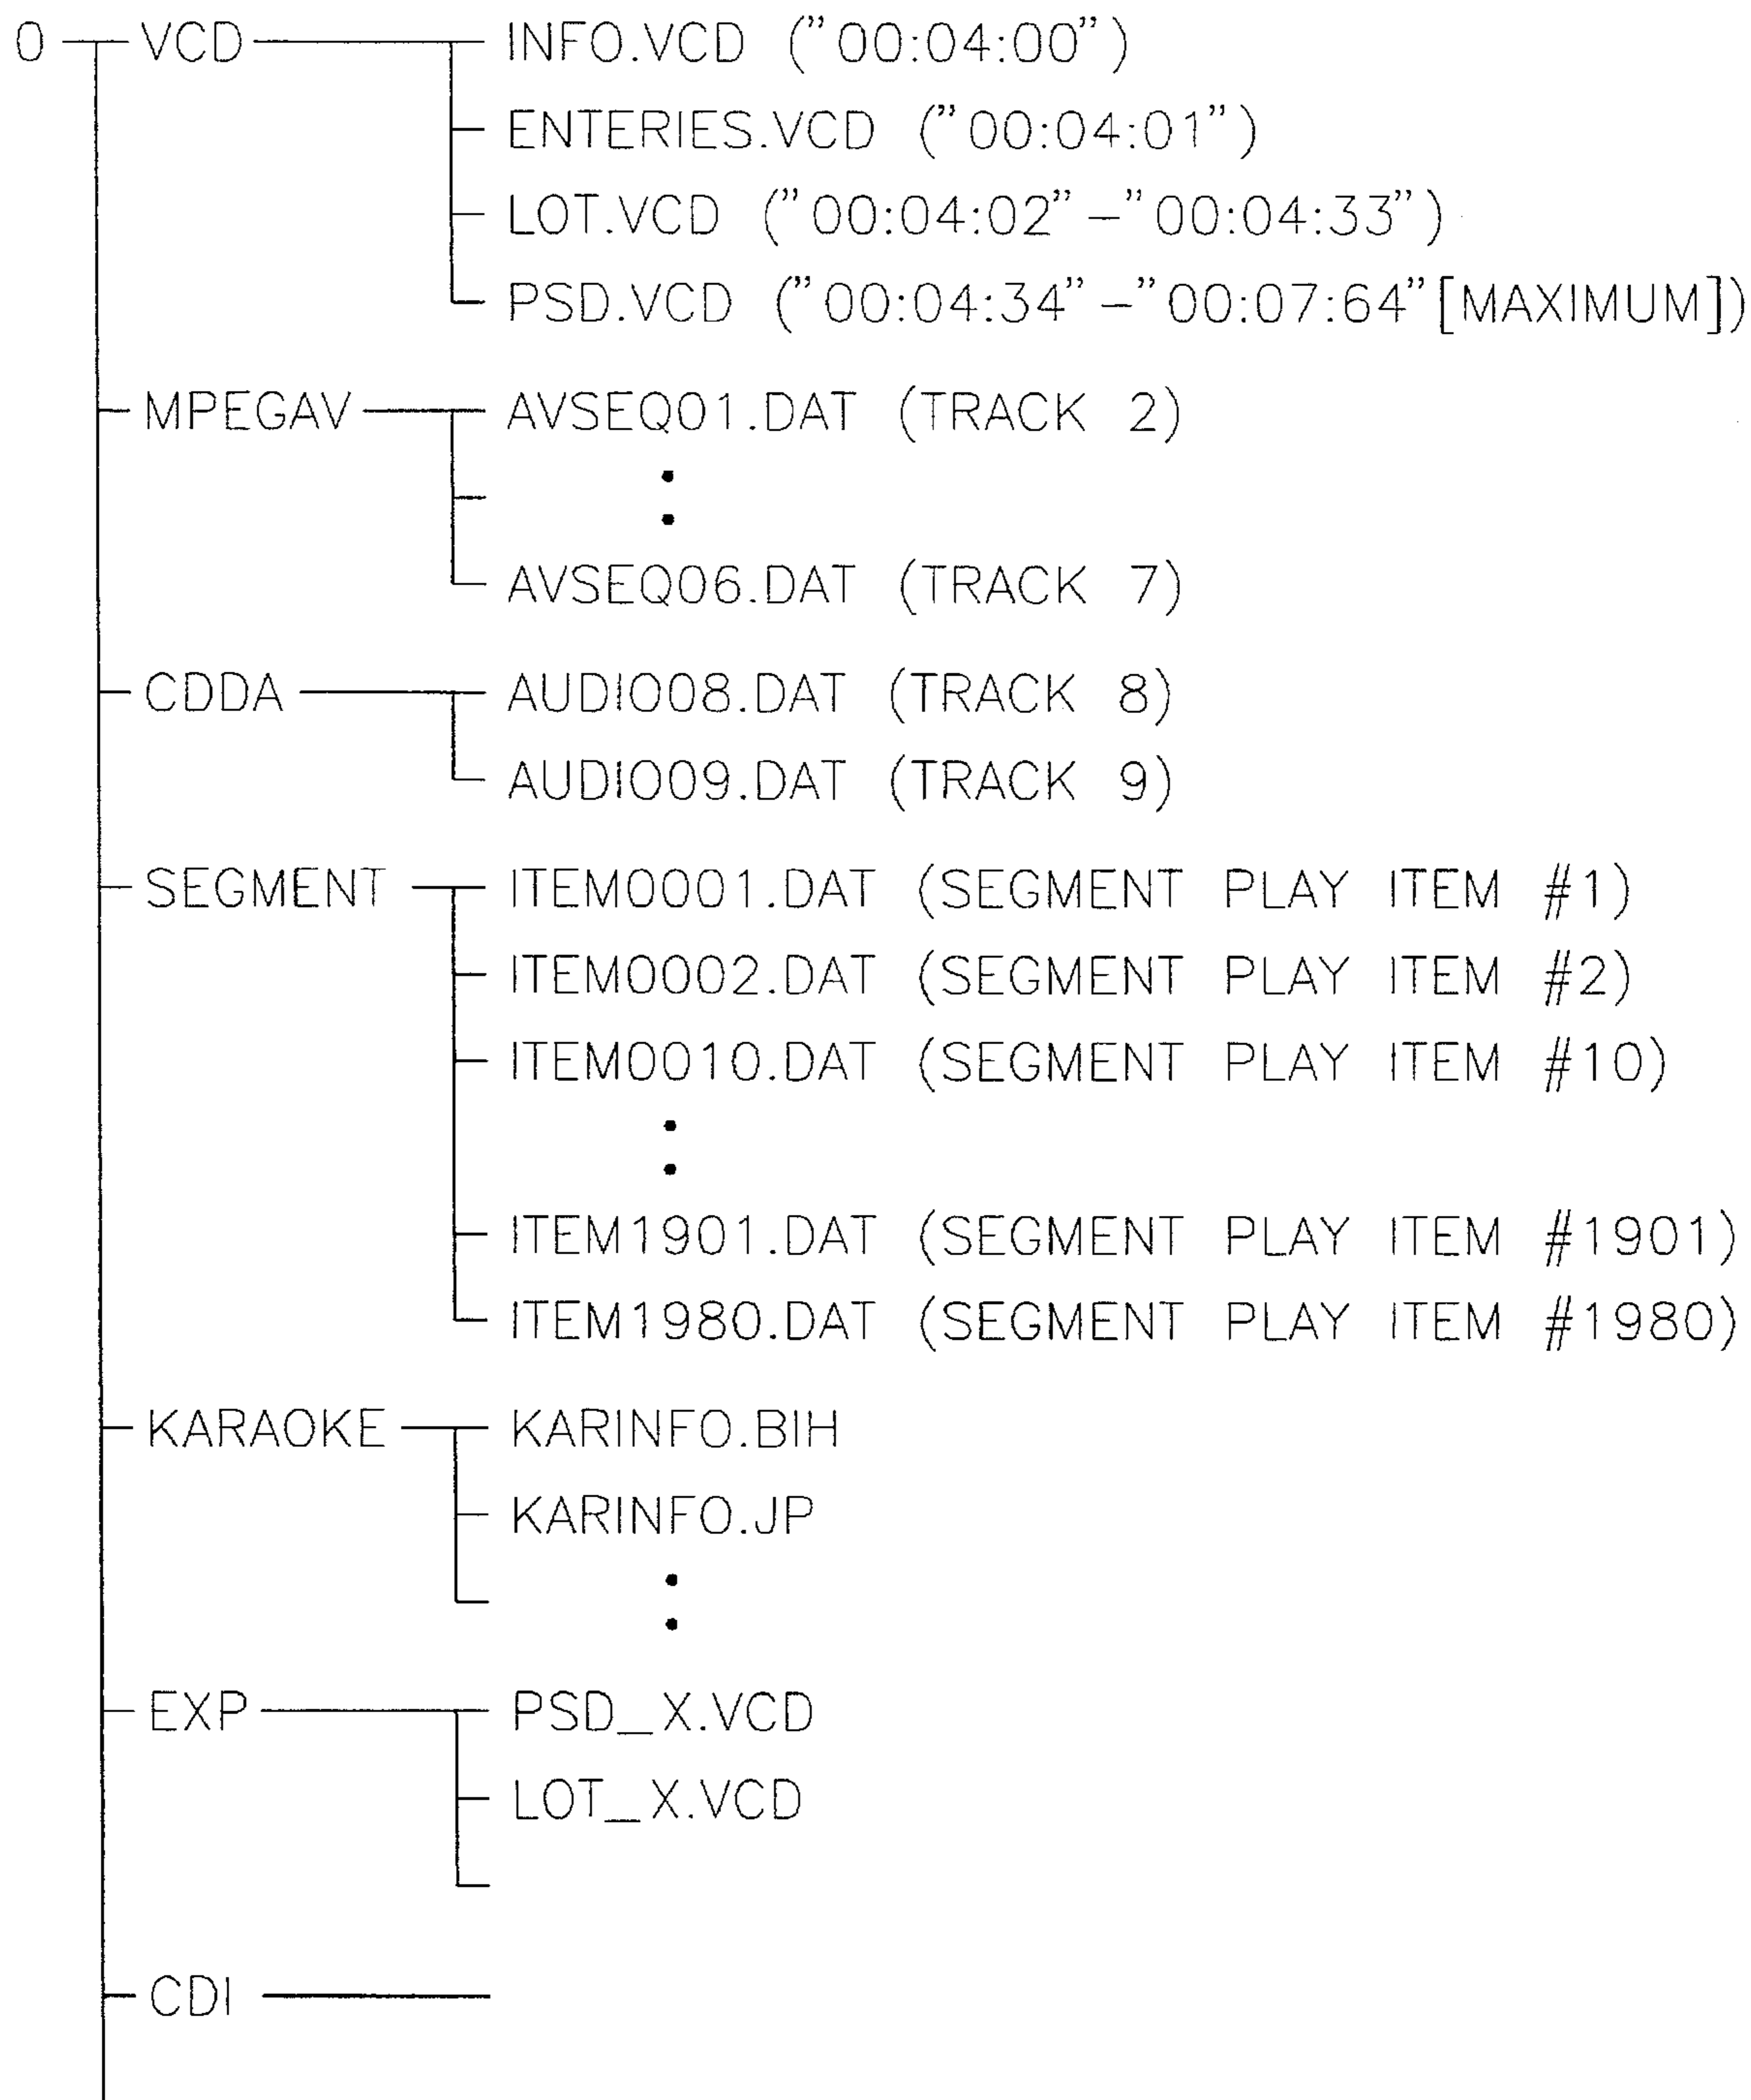 0 VCD INFO.VCD ("00:04:00")
ENTERIES.VCD ("00:04:01")
LOT.VCD ("00:04:02"–"00:04:33")
PSD.VCD ("00:04:34"–"00:07:64"[MAXIMUM])
MPEGAV AVSEQ01.DAT (TRACK 2)
AVSEQ06.DAT (TRACK 7)
CDDA AUDIO08.DAT (TRACK 8)
AUDIO09.DAT (TRACK 9)
SEGMENT ITEM0001.DAT (SEGMENT PLAY ITEM #1)
ITEM0002.DAT (SEGMENT PLAY ITEM #2)
ITEM0010.DAT (SEGMENT PLAY ITEM #10)
ITEM1901.DAT (SEGMENT PLAY ITEM #1901)
ITEM1980.DAT (SEGMENT PLAY ITEM #1980)
KARAOKE KARINFO.BIH
KARINFO.JP
EXP PSD_X.VCD
LOT_X.VCD
CDI